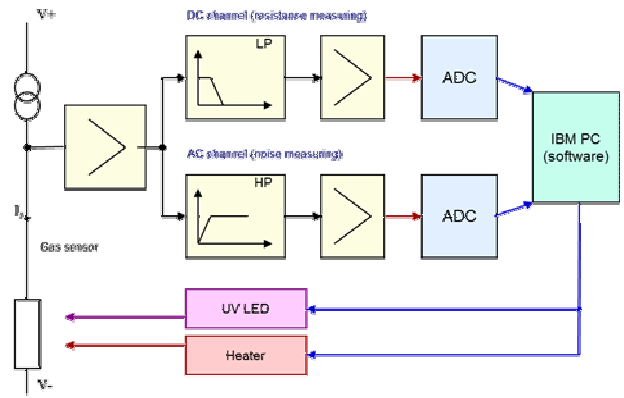 DC channel (resistance measuring)
V+
LP
ADC
IBM PC
(software)
AC channel (noise measuring)
HP
ADC
Is
Gas sensor
UV LED
Heater
V-